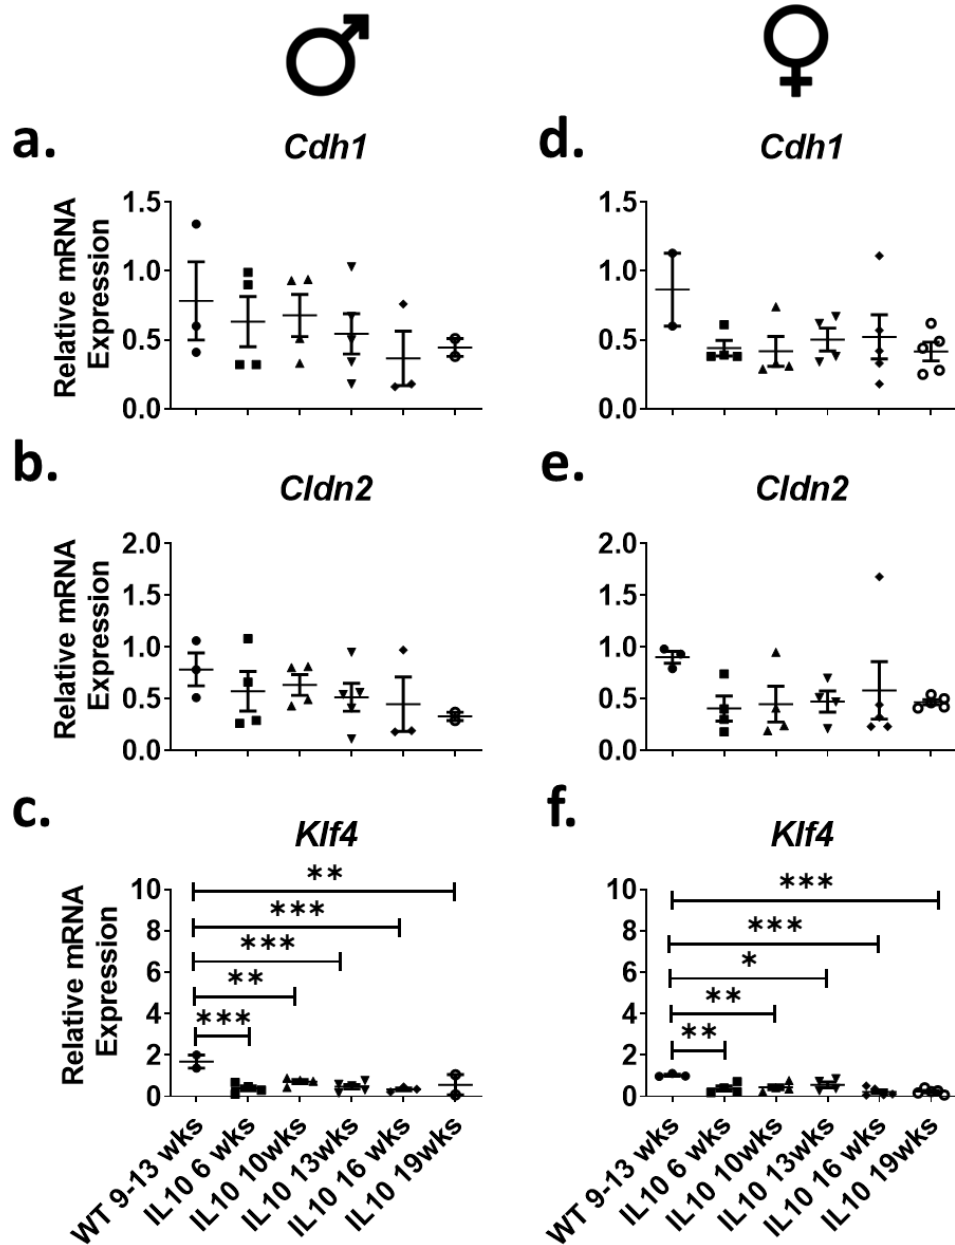 a.
Cdh1
Relative mRNA
Expression
1.5
1.0
0.5
0.0
d.
Cdh1
1.5
1.0
0.5
0.0
b.
Cldn2
Relative mRNA
Expression
2.0
1.5
1.0
0.5
0.0
e.
Cldn2
2.0
1.5
1.0
0.5
0.0
c.
Klf4
Relative mRNA
Expression
10
8
6
4
2
0
**
***
***
**
***
WT 9-13 wks
IL10 6 wks
IL10 10wks
IL10 13wks
IL10 16 wks
IL10 19wks
f.
Klf4
10
8
6
4
2
0
***
***
*
**
**
WT 9-13 wks
IL10 6 wks
IL10 10wks
IL10 13wks
IL10 16 wks
IL10 19wks